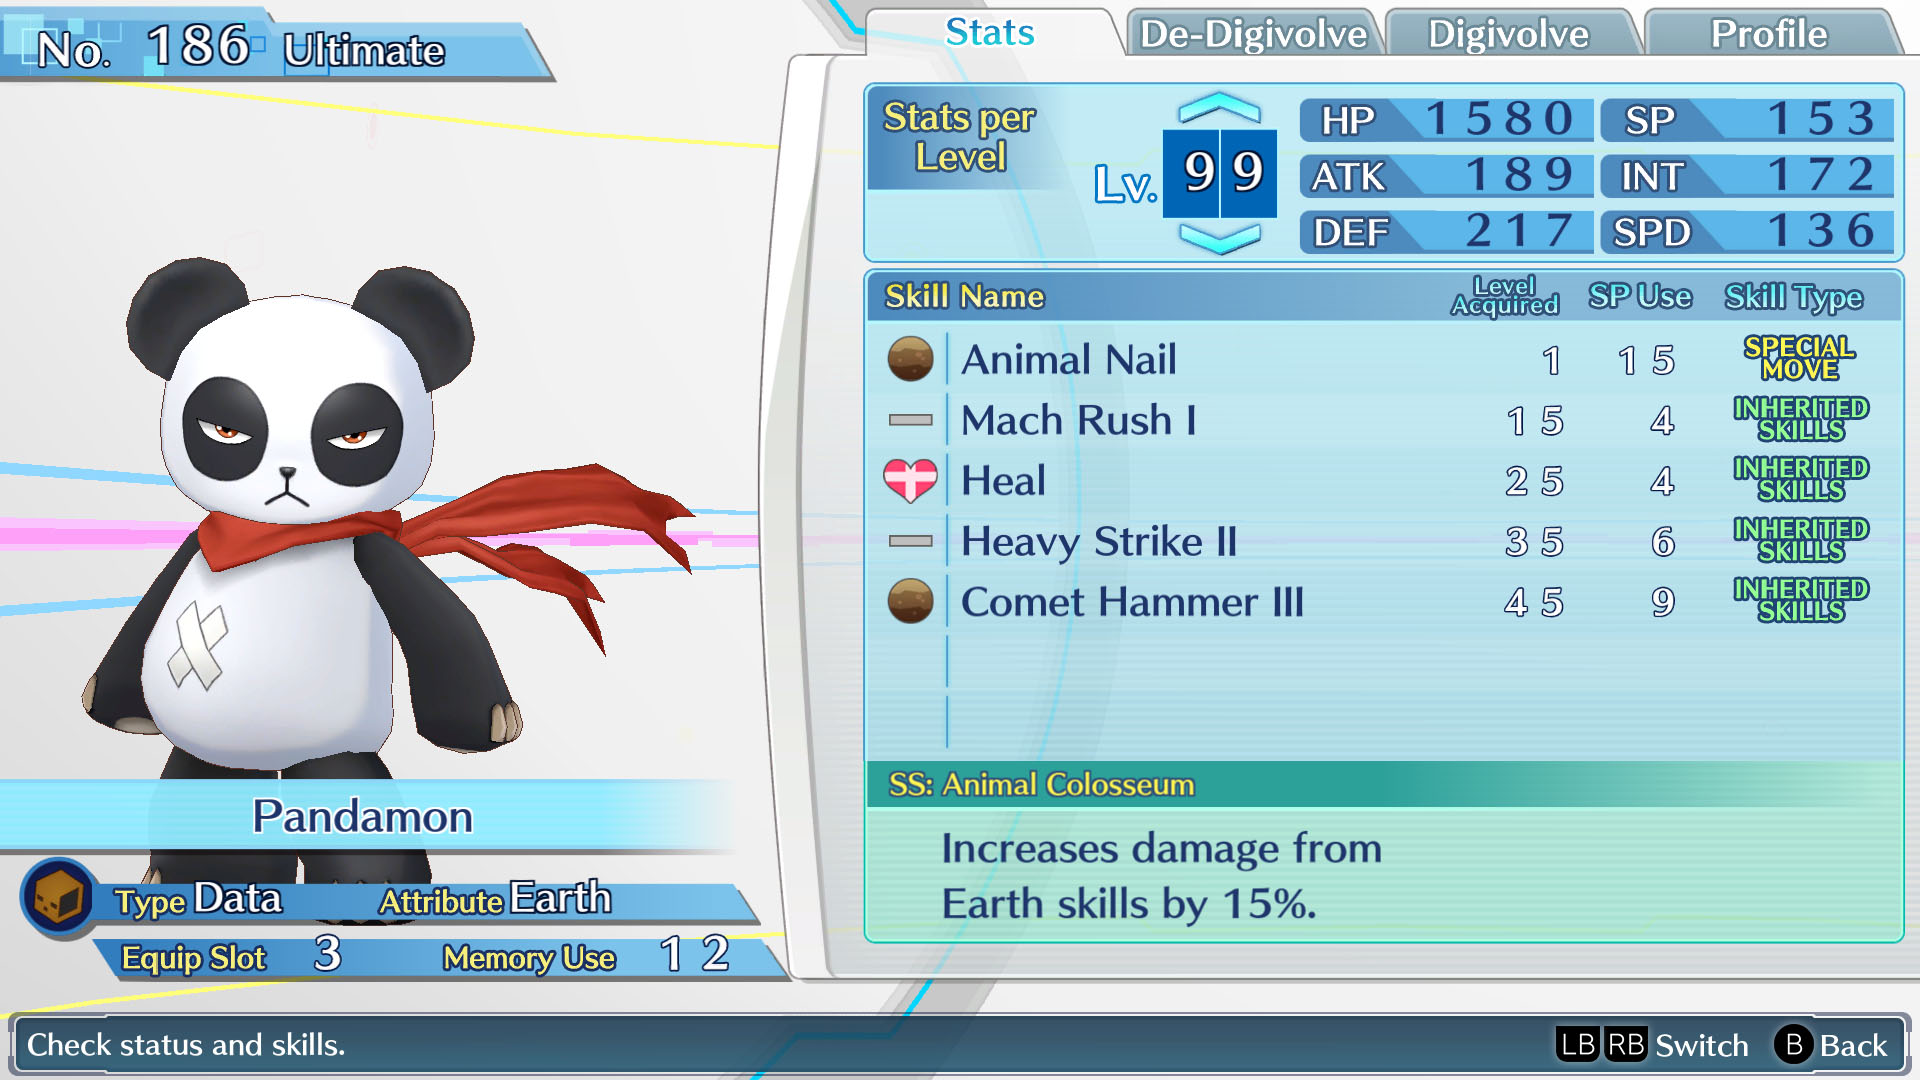 No. 186 Ultimate
Stats De-Digivolve Digivolve Profile
Stats per
Level
Lv. 99
HP 1580 SP 153
ATK 189 INT 172
DEF 217 SPD 136
Skill Name Level Acquired SP Use Skill Type
Animal Nail 1 15 SPECIAL MOVE
Mach Rush I 15 4 INHERITED SKILLS
Heal 25 4 INHERITED SKILLS
Heavy Strike II 35 6 INHERITED SKILLS
Comet Hammer III 45 9 INHERITED SKILLS
SS: Animal Colosseum
Increases damage from
Earth skills by 15%.
Pandamon
Type Data Attribute Earth
Equip Slot 3 Memory Use 12
Check status and skills.
LB RB Switch B Back